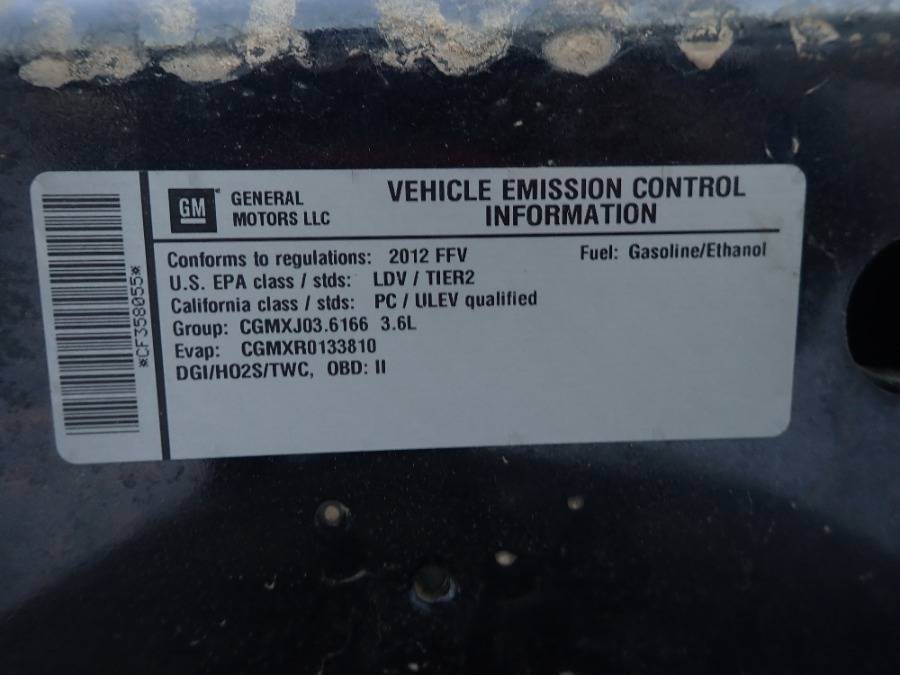 *CF358055*
GM
GENERAL
MOTORS LLC
VEHICLE EMISSION CONTROL
INFORMATION
Conforms to regulations: 2012 FFV
Fuel: Gasoline/Ethanol
U.S. EPA class / stds: LDV / TIER2
California class / stds: PC / ULEV qualified
Group: CGMXJ03.6166 3.6L
Evap: CGMXR0133810
DGI/HO2S/TWC, OBD: II